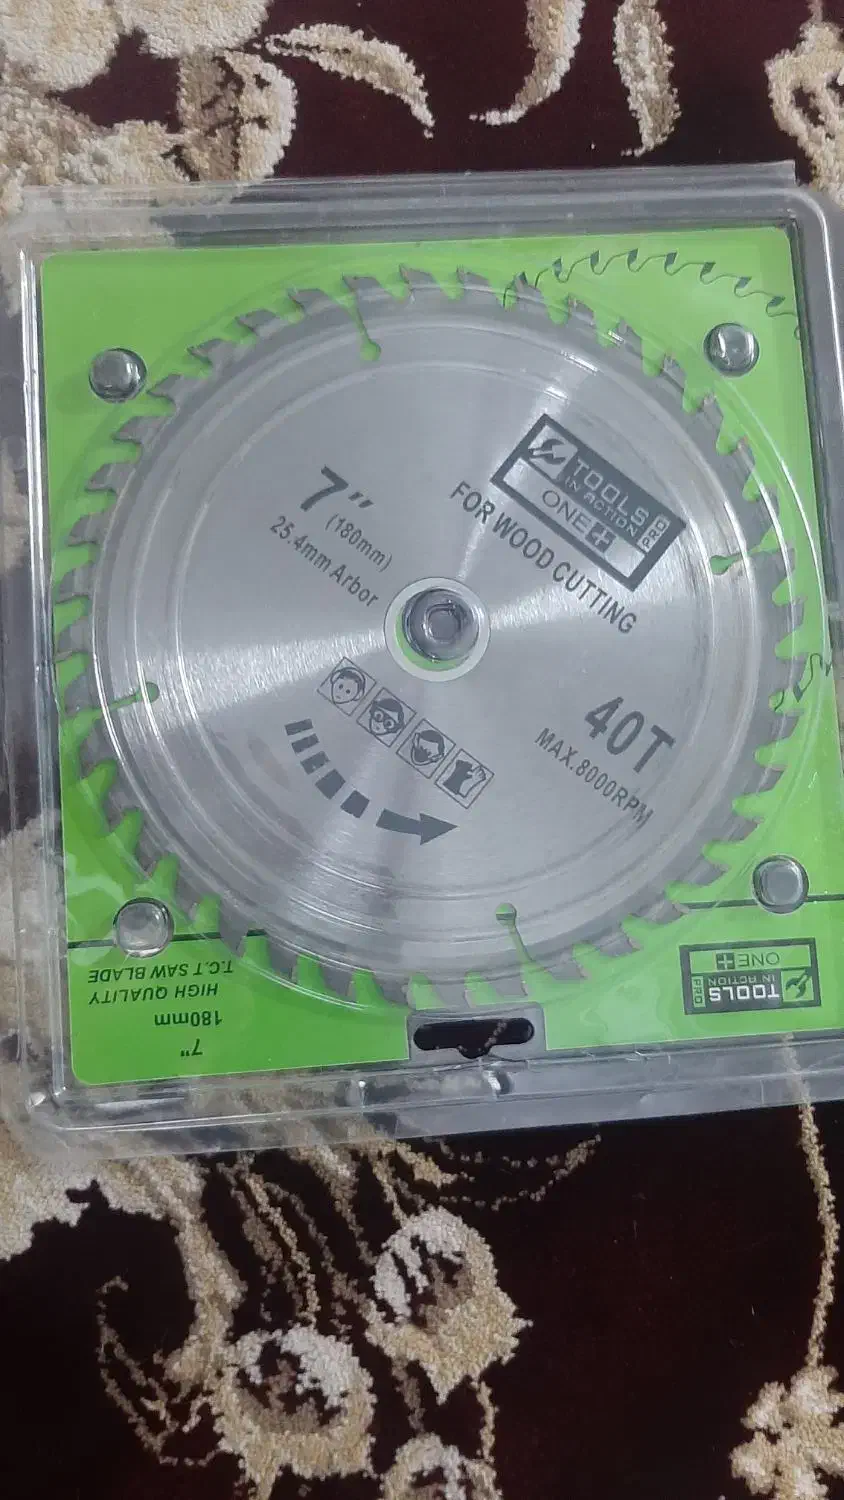 7"
(180mm)
25.4mm Arbor
TOOLS
IN ACTION
PRO
ONE+
FOR WOOD CUTTING
40T
MAX.8000RPM
TOOLS
IN ACTION
PRO
ONE+
7"
180mm
HIGH QUALITY
T.C.T SAW BLADE